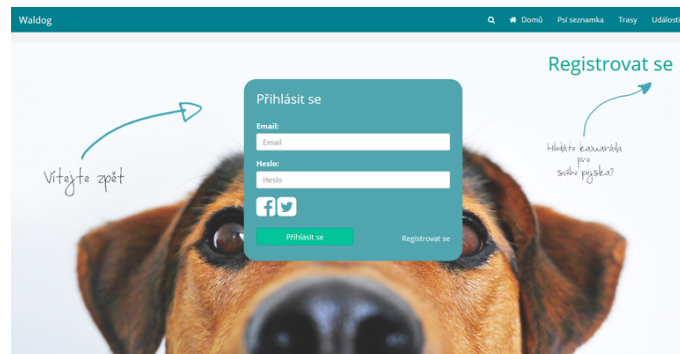 Waldog
Domů Psí seznamka Trasy Události
Registrovat se
Přihlásit se
Email:
Email
Heslo:
Heslo
Přihlásit se
Registrovat se
Vítejte zpět
Hledáte kamaráda
pro
svého pejska?